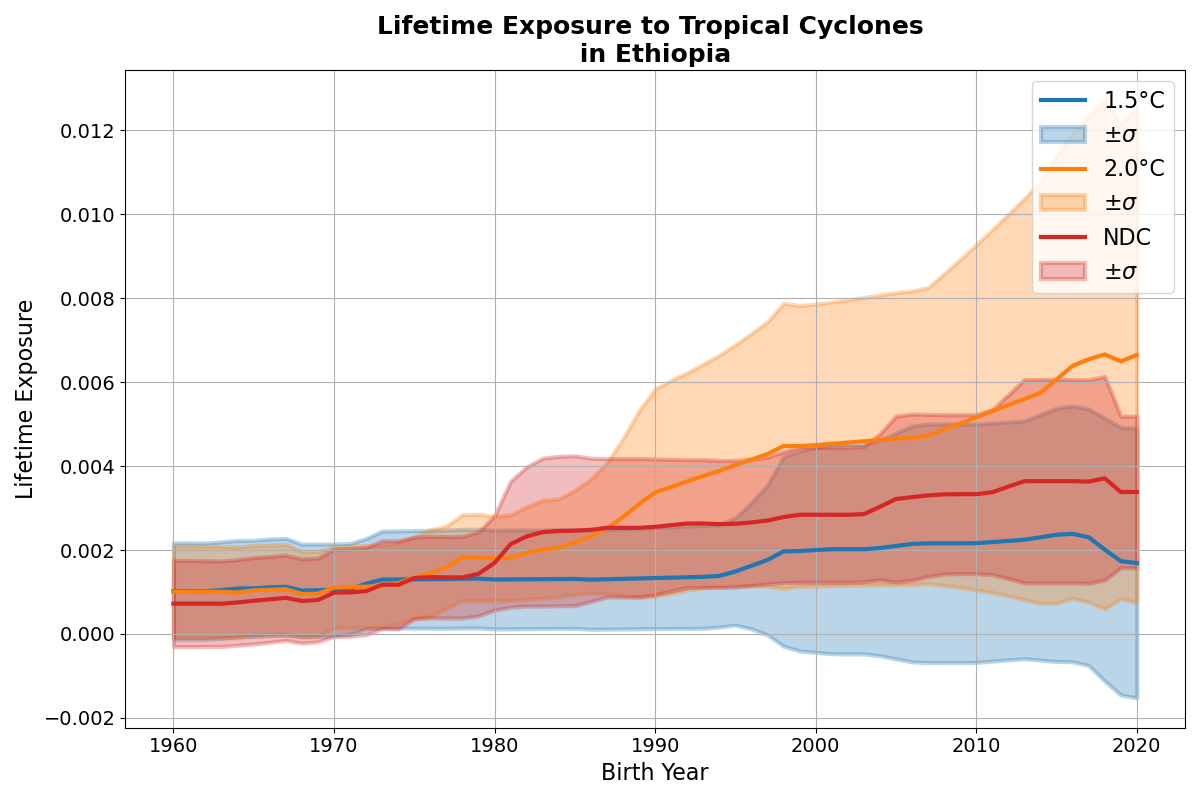 Lifetime Exposure to Tropical Cyclones
in Ethiopia
1.5°C
±σ
2.0°C
±σ
NDC
±σ
0.012
0.010
0.008
0.006
0.004
0.002
0.000
−0.002
Lifetime Exposure
1960
1970
1980
1990
2000
2010
2020
Birth Year